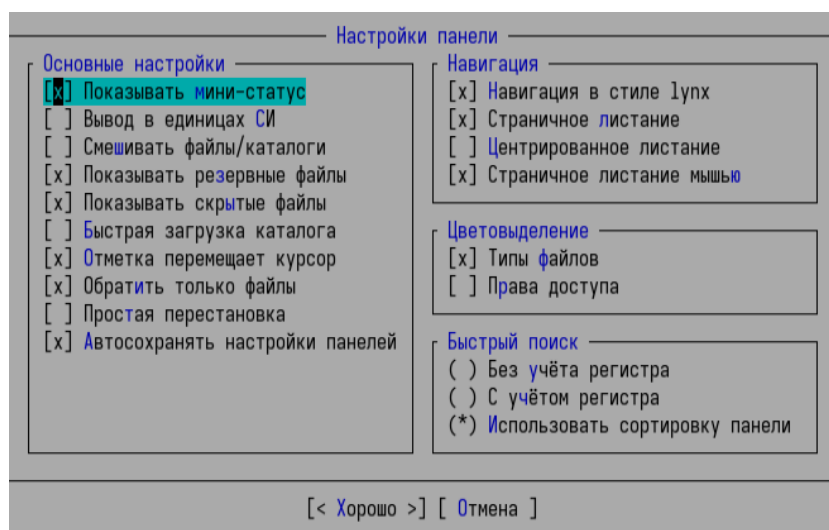 Настройки панели
Основные настройки
[x] Показывать мини-статус
[ ] Вывод в единицах СИ
[ ] Смешивать файлы/каталоги
[x] Показывать резервные файлы
[x] Показывать скрытые файлы
[ ] Быстрая загрузка каталога
[x] Отметка перемещает курсор
[x] Обратить только файлы
[ ] Простая перестановка
[x] Автосохранять настройки панелей
Навигация
[x] Навигация в стиле lynx
[x] Страничное листание
[ ] Центрированное листание
[x] Страничное листание мышью
Цветовыделение
[x] Типы файлов
[ ] Права доступа
Быстрый поиск
( ) Без учёта регистра
( ) С учётом регистра
(*) Использовать сортировку панели
[< Хорошо >] [ Отмена ]